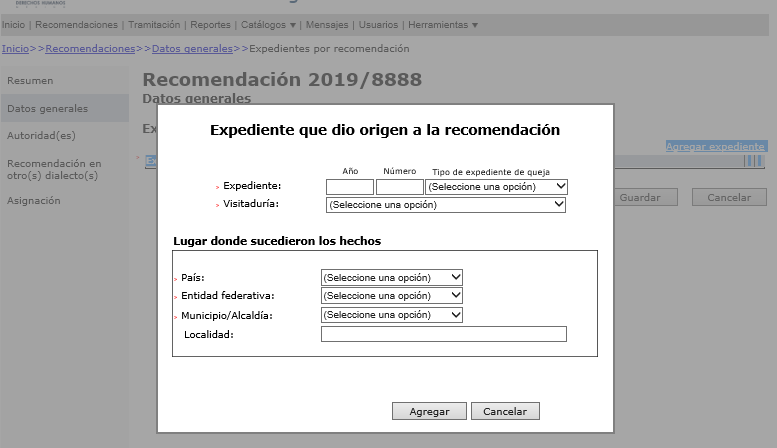 DERECHOS HUMANOS
Inicio | Recomendaciones | Tramitación | Reportes | Catálogos ▼ | Mensajes | Usuarios | Herramientas ▼
Inicio>>Recomendaciones>>Datos generales>>Expedientes por recomendación
Resumen
Datos generales
Autoridad(es)
Recomendación en
otro(s) dialecto(s)
Asignación
Recomendación 2019/8888
Datos generales
Agregar expediente
Guardar
Cancelar
Expediente que dio origen a la recomendación
Año Número Tipo de expediente de queja
> Expediente: (Seleccione una opción)
> Visitaduría: (Seleccione una opción)
Lugar donde sucedieron los hechos
> País: (Seleccione una opción)
> Entidad federativa: (Seleccione una opción)
> Municipio/Alcaldía: (Seleccione una opción)
Localidad:
Agregar Cancelar